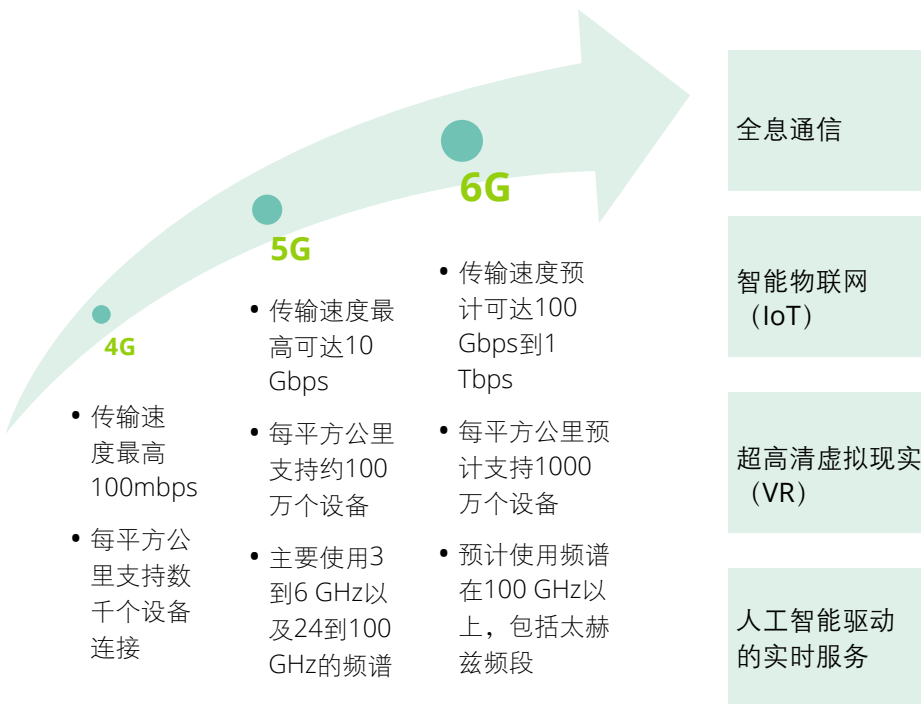 4G
传输速
度最高
100mbps
每平方公
里支持数
千个设备
连接
5G
传输速度最
高可达10
Gbps
每平方公里
支持约100
万个设备
主要使用3
到6 GHz以
及24到100
GHz的频谱
6G
传输速度预
计可达100
Gbps到1
Tbps
每平方公里预
计支持1000
万个设备
预计使用频谱
在100 GHz以
上，包括太赫
兹频段
全息通信
智能物联网
（IoT）
超高清虚拟现实
（VR）
人工智能驱动
的实时服务